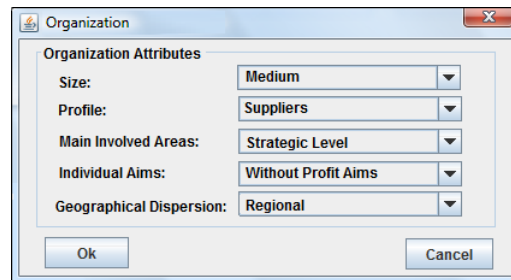 Organization
Organization Attributes
Size: Medium
Profile: Suppliers
Main Involved Areas: Strategic Level
Individual Aims: Without Profit Aims
Geographical Dispersion: Regional
Ok Cancel